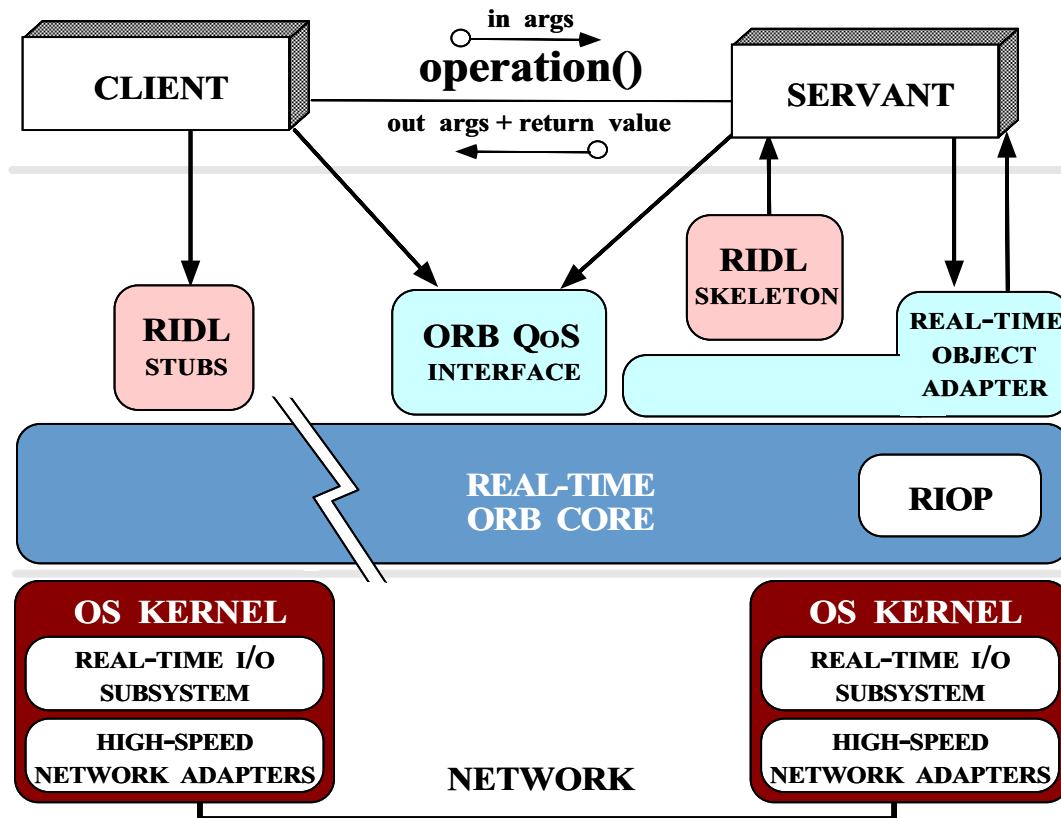 in args
operation()
CLIENT
SERVANT
out args + return value
RIDL
STUBS
ORB QoS
INTERFACE
RIDL
SKELETON
REAL-TIME
OBJECT
ADAPTER
REAL-TIME
ORB CORE
RIOP
OS KERNEL
REAL-TIME I/O
SUBSYSTEM
HIGH-SPEED
NETWORK ADAPTERS
NETWORK
OS KERNEL
REAL-TIME I/O
SUBSYSTEM
HIGH-SPEED
NETWORK ADAPTERS